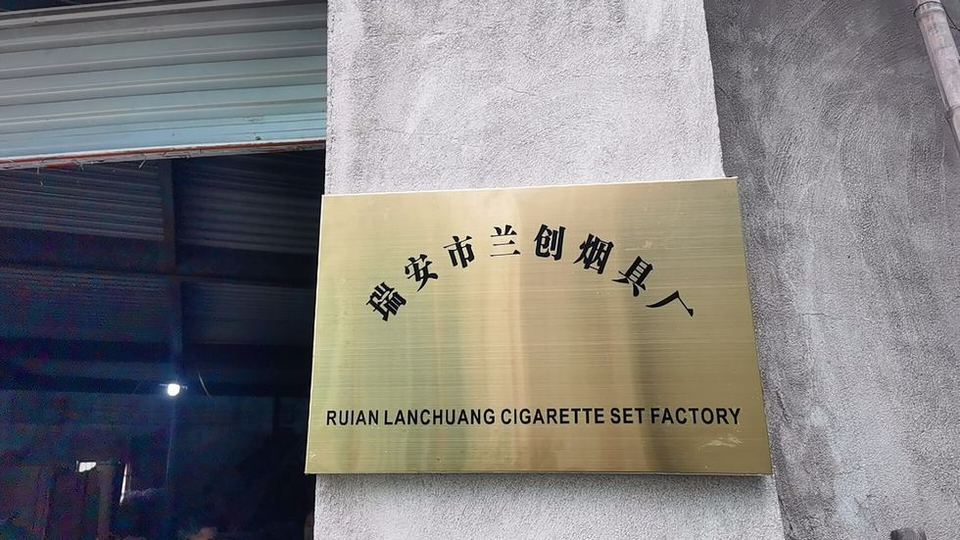 瑞安市兰创烟具厂
RUIAN LANCHUANG CIGARETTE SET FACTORY